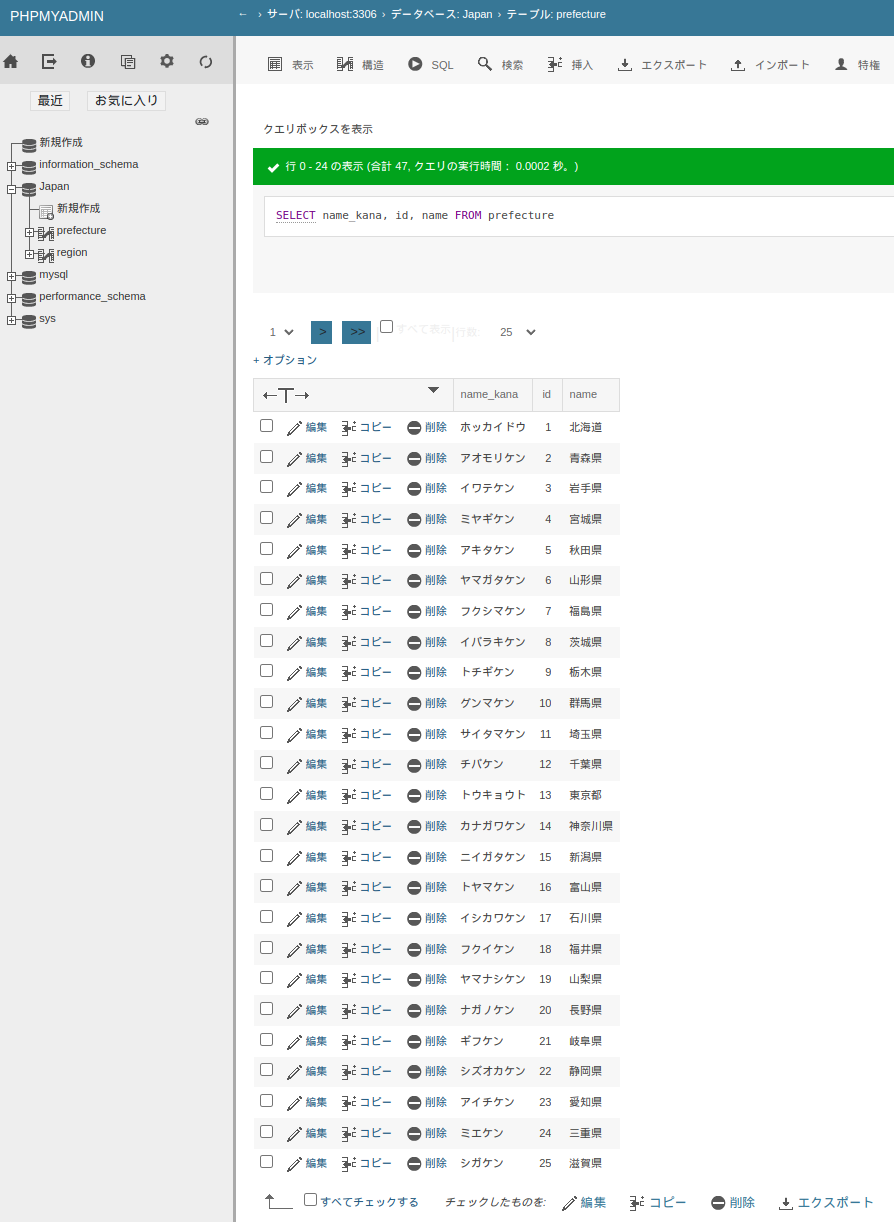 PHPMYADMIN
← › サーバ: localhost:3306 › データベース: Japan › テーブル: prefecture
表示 構造 SQL 検索 挿入 エクスポート インポート 特権
最近 お気に入り
新規作成
information_schema
Japan
新規作成
prefecture
region
mysql
performance_schema
sys
クエリボックスを表示
行 0 - 24 の表示 (合計 47, クエリの実行時間： 0.0002 秒。)
SELECT name_kana, id, name FROM prefecture
1 > >> | すべて表示 | 行数: 25
+ オプション
←T→ name_kana id name
編集 コピー 削除 ホッカイドウ 1 北海道
編集 コピー 削除 アオモリケン 2 青森県
編集 コピー 削除 イワテケン 3 岩手県
編集 コピー 削除 ミヤギケン 4 宮城県
編集 コピー 削除 アキタケン 5 秋田県
編集 コピー 削除 ヤマガタケン 6 山形県
編集 コピー 削除 フクシマケン 7 福島県
編集 コピー 削除 イバラキケン 8 茨城県
編集 コピー 削除 トチギケン 9 栃木県
編集 コピー 削除 グンマケン 10 群馬県
編集 コピー 削除 サイタマケン 11 埼玉県
編集 コピー 削除 チバケン 12 千葉県
編集 コピー 削除 トウキョウト 13 東京都
編集 コピー 削除 カナガワケン 14 神奈川県
編集 コピー 削除 ニイガタケン 15 新潟県
編集 コピー 削除 トヤマケン 16 富山県
編集 コピー 削除 イシカワケン 17 石川県
編集 コピー 削除 フクイケン 18 福井県
編集 コピー 削除 ヤマナシケン 19 山梨県
編集 コピー 削除 ナガノケン 20 長野県
編集 コピー 削除 ギフケン 21 岐阜県
編集 コピー 削除 シズオカケン 22 静岡県
編集 コピー 削除 アイチケン 23 愛知県
編集 コピー 削除 ミエケン 24 三重県
編集 コピー 削除 シガケン 25 滋賀県
すべてチェックする チェックしたものを: 編集 コピー 削除 エクスポート